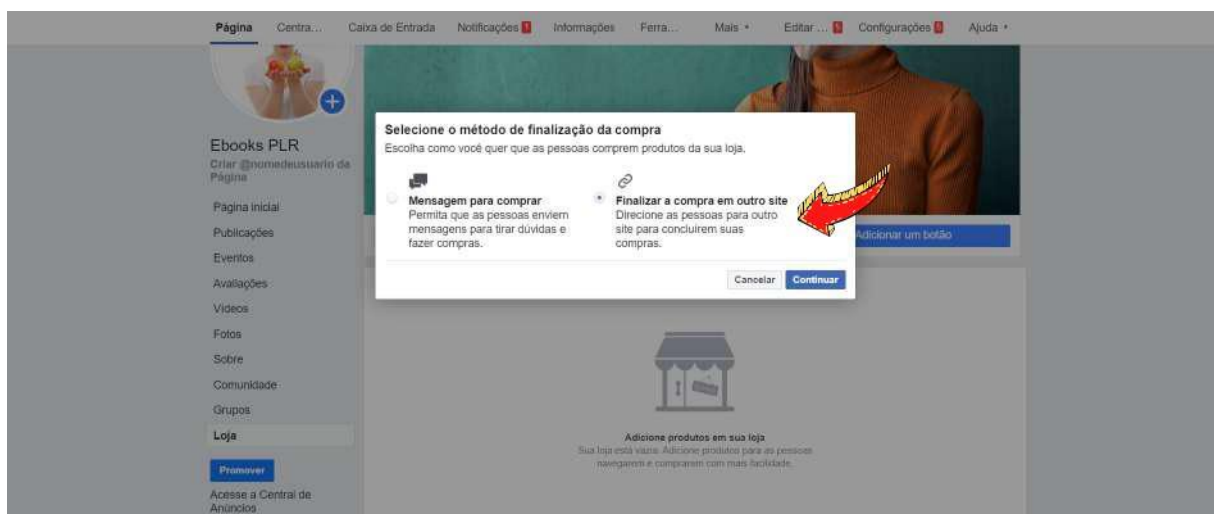 Página Centra... Caixa de Entrada Notificações 1 Informações Ferra... Mais Editar ... Configurações Ajuda
Ebooks PLR
Criar @nomedeusuario da
Página
Página inicial
Publicações
Eventos
Avaliações
Vídeos
Fotos
Sobre
Comunidade
Grupos
Loja
Promover
Acesse a Central de
Anúncios
Selecione o método de finalização da compra
Escolha como você quer que as pessoas comprem produtos da sua loja.
Mensagem para comprar
Permita que as pessoas enviem
mensagens para tirar dúvidas e
fazer compras.
Finalizar a compra em outro site
Direcione as pessoas para outro
site para concluírem suas
compras.
Cancelar Continuar
Adicionar um botão
Adicione produtos em sua loja
Sua loja está vazia. Adicione produtos para as pessoas
navegarem e comprarem com mais facilidade.